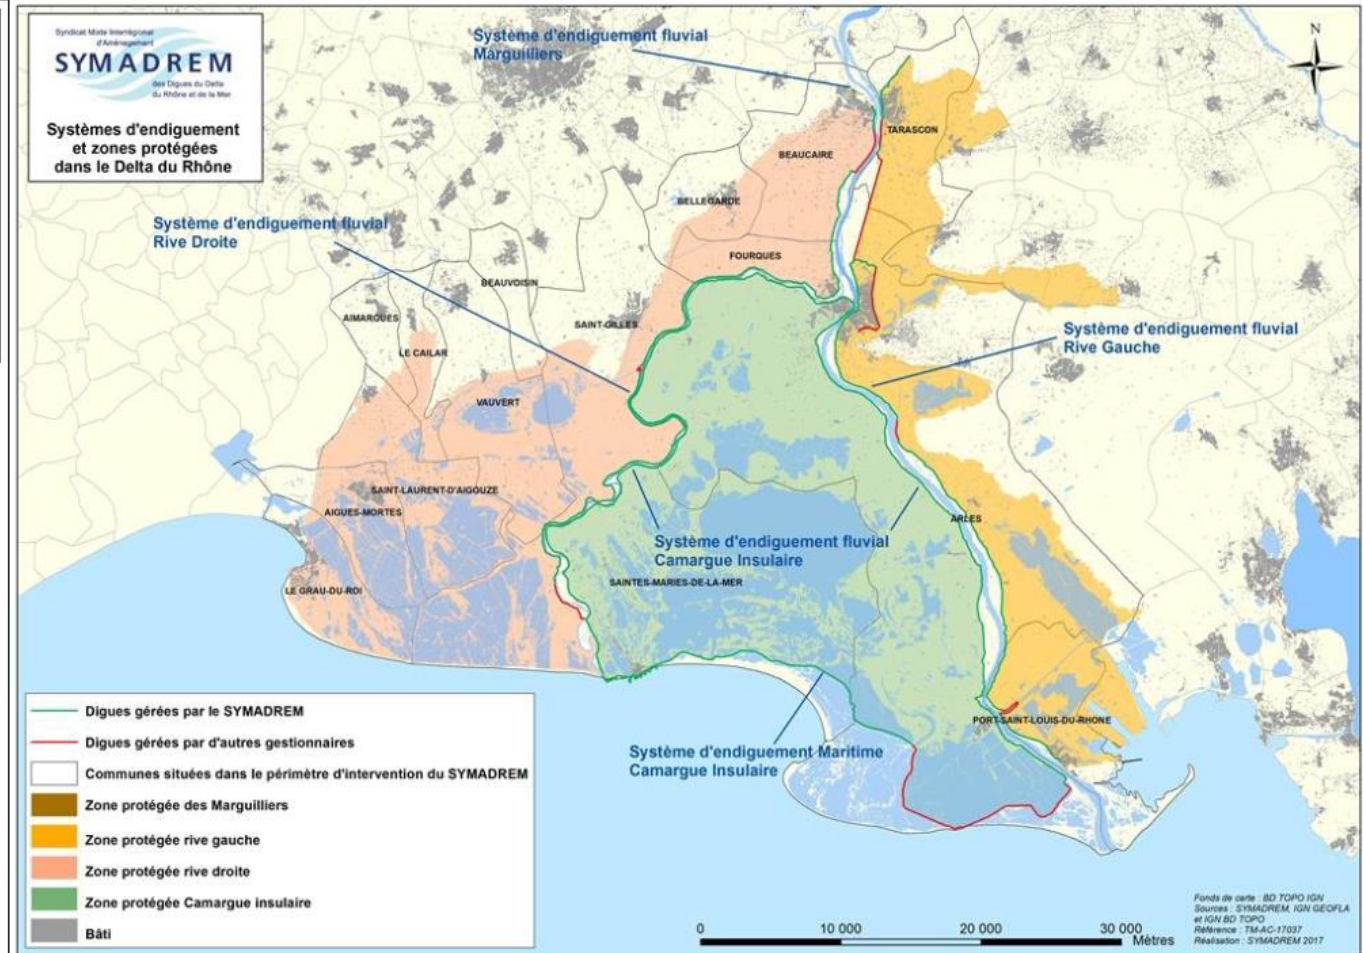 Syndicat Mixte Interrégional
d'Aménagement
SYMADREM
des Digues du Delta
du Rhône et de la Mer
Systèmes d'endiguement
et zones protégées
dans le Delta du Rhône
Système d'endiguement fluvial
Marguilliers
N
TARASCON
BEAUCAIRE
BELLEGARDE
Système d'endiguement fluvial
Rive Droite
FOURQUES
BEAUVOISIN
AIMARGUES
SAINT-GILLES
LE CAILAR
Système d'endiguement fluvial
Rive Gauche
VAUVERT
SAINT-LAURENT-D'AIGOUZE
AIGUES-MORTES
ARLES
Système d'endiguement fluvial
Camargue Insulaire
SAINTES-MARIES-DE-LA-MER
LE GRAU-DU-ROI
PORT-SAINT-LOUIS-DU-RHONE
Système d'endiguement Maritime
Camargue Insulaire
Digues gérées par le SYMADREM
Digues gérées par d'autres gestionnaires
Communes situées dans le périmètre d'intervention du SYMADREM
Zone protégée des Marguilliers
Zone protégée rive gauche
Zone protégée rive droite
Zone protégée Camargue insulaire
Bâti
0 10 000 20 000 30 000
Mètres
Fonds de carte : BD TOPO IGN
Sources : SYMADREM, IGN GEOFLA
et IGN BD TOPO
Référence : TM-AC-17037
Réalisation : SYMADREM 2017